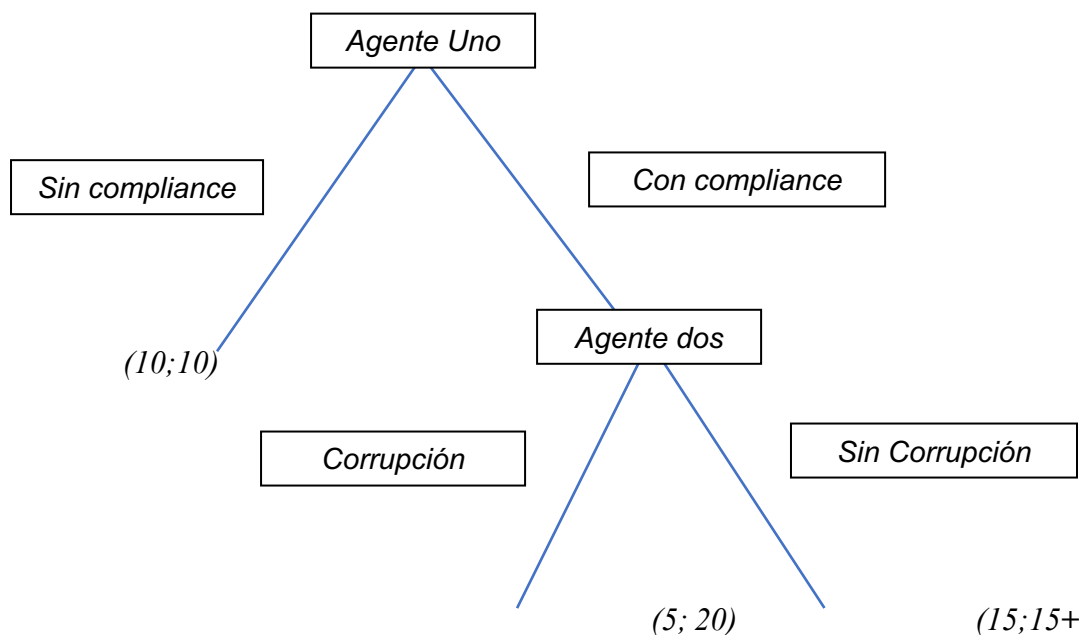 Agente Uno
Sin compliance
Con compliance
Agente dos
(10;10)
Corrupción
Sin Corrupción
(5; 20)
(15;15+